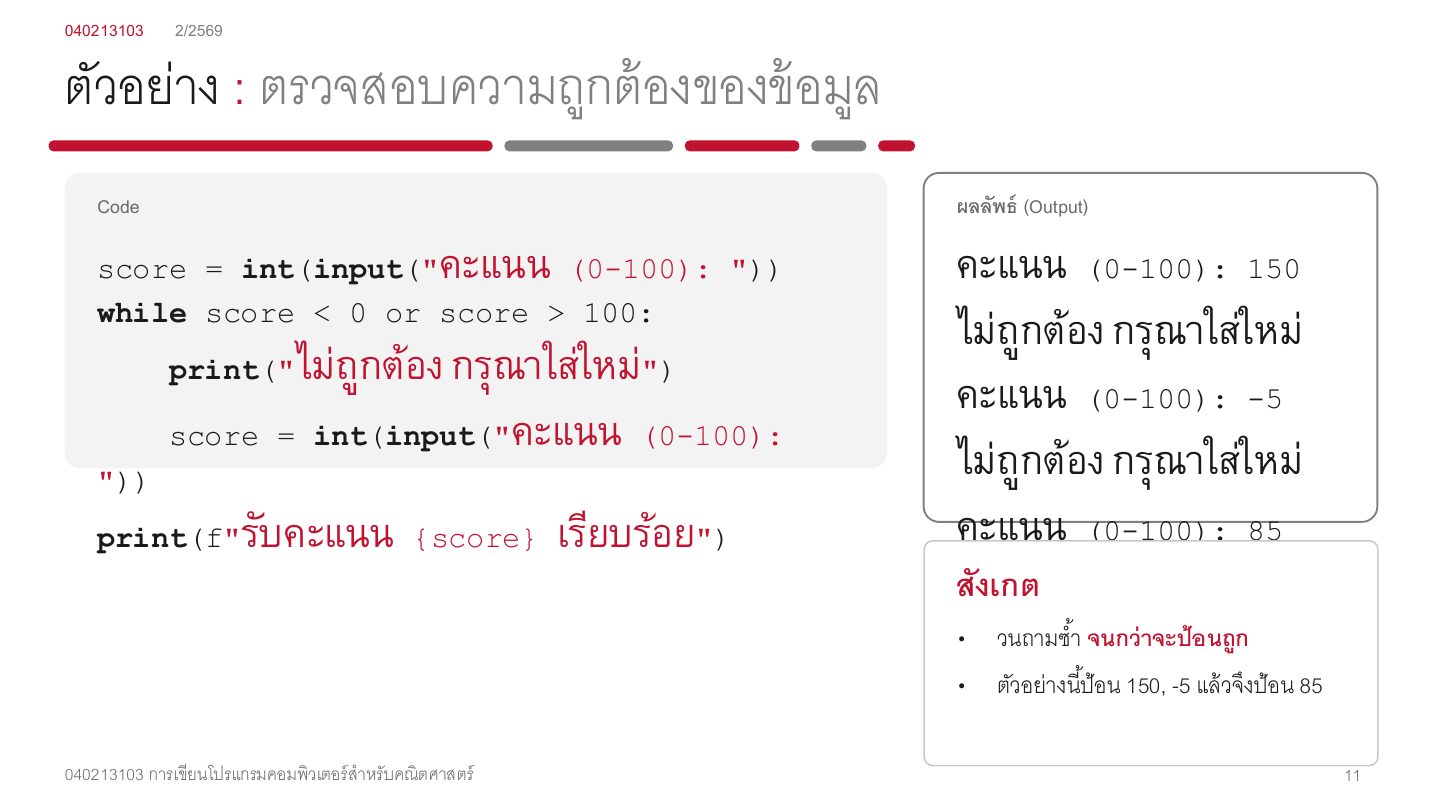 040213103 2/2569
ตัวอย่าง : ตรวจสอบความถูกต้องของข้อมูล
Code
score = int(input("คะแนน (0-100): "))
while score < 0 or score > 100:
    print("ไม่ถูกต้อง กรุณาใส่ใหม่")
    score = int(input("คะแนน (0-100):
"))
print(f"รับคะแนน {score} เรียบร้อย")
ผลลัพธ์ (Output)
คะแนน (0-100): 150
ไม่ถูกต้อง กรุณาใส่ใหม่
คะแนน (0-100): -5
ไม่ถูกต้อง กรุณาใส่ใหม่
คะแนน (0-100): 85
สังเกต
• วนถามซ้ำ จนกว่าจะป้อนถูก
• ตัวอย่างนี้ป้อน 150, -5 แล้วจึงป้อน 85
040213103 การเขียนโปรแกรมคอมพิวเตอร์สำหรับคณิตศาสตร์
11